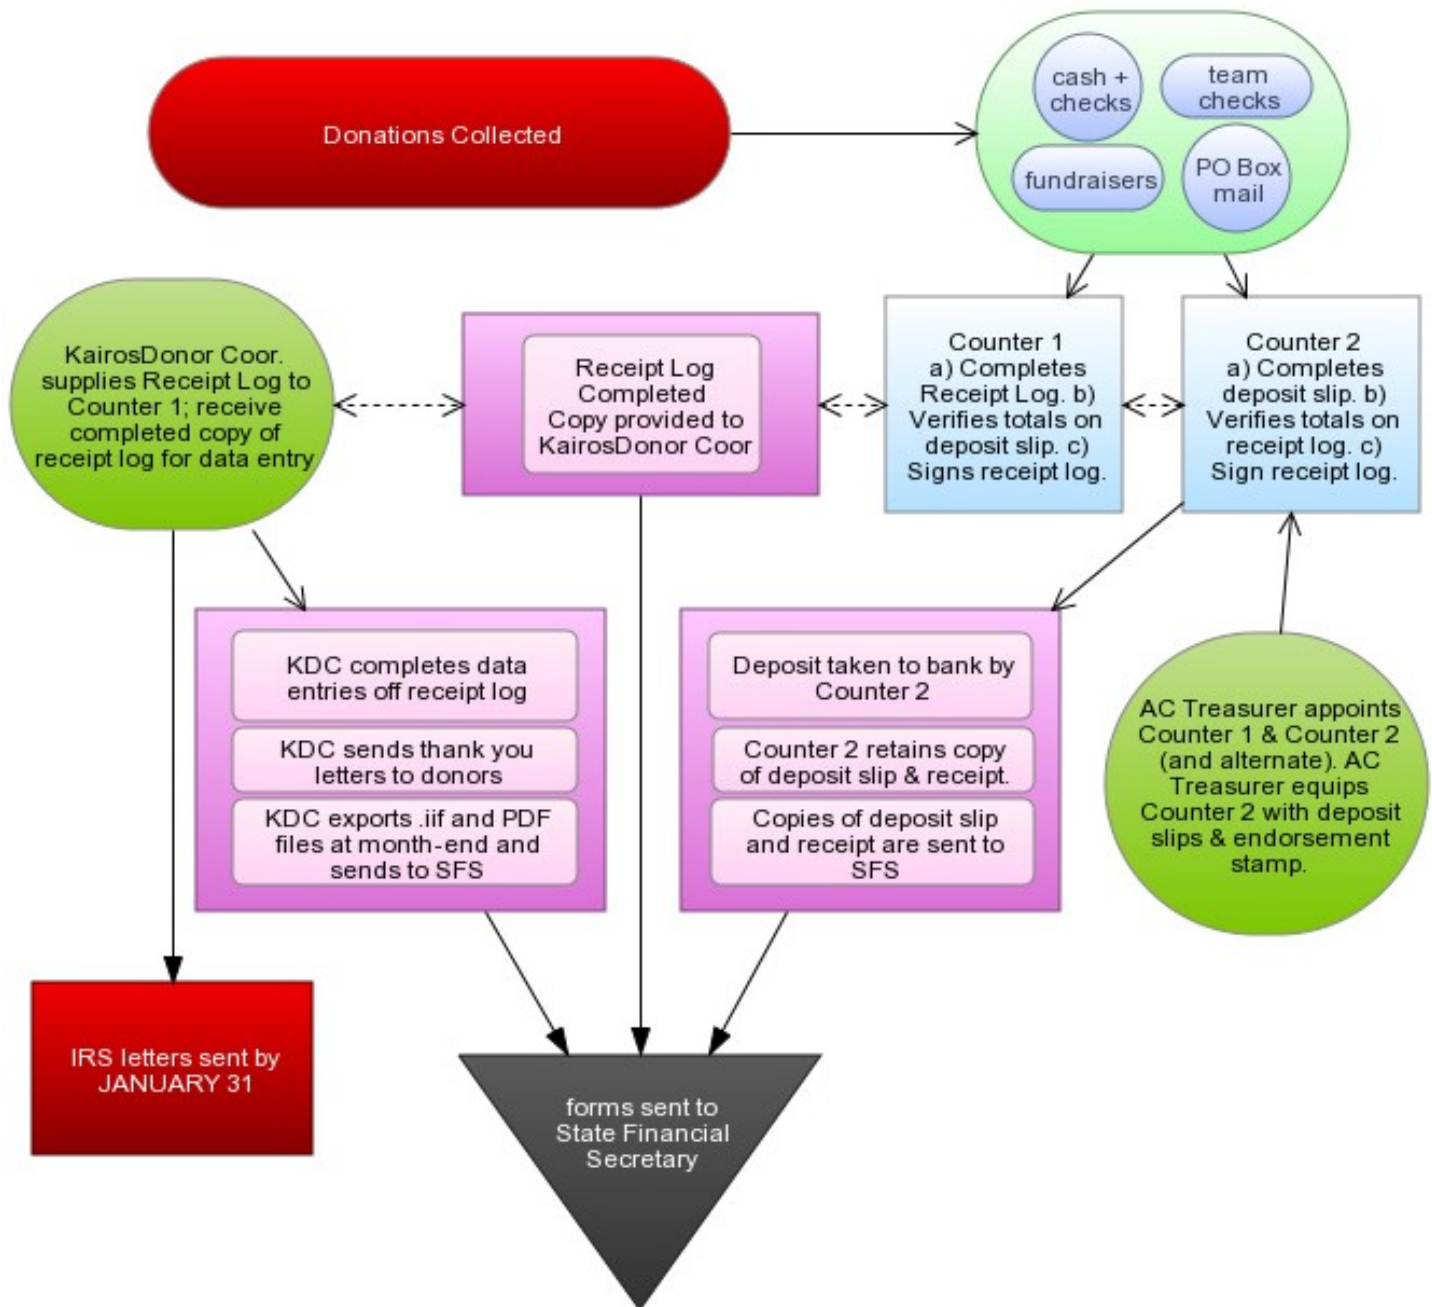 Donations Collected
cash +
checks
team
checks
fundraisers
PO Box
mail
KairosDonor Coor.
supplies Receipt Log to
Counter 1; receive
completed copy of
receipt log for data entry
Receipt Log
Completed
Copy provided to
KairosDonor Coor
Counter 1
a) Completes
Receipt Log. b)
Verifies totals on
deposit slip. c)
Signs receipt log.
Counter 2
a) Completes
deposit slip. b)
Verifies totals on
receipt log. c)
Sign receipt log.
KDC completes data
entries off receipt log
KDC sends thank you
letters to donors
KDC exports .iif and PDF
files at month-end and
sends to SFS
Deposit taken to bank by
Counter 2
Counter 2 retains copy
of deposit slip & receipt.
Copies of deposit slip
and receipt are sent to
SFS
AC Treasurer appoints
Counter 1 & Counter 2
(and alternate). AC
Treasurer equips
Counter 2 with deposit
slips & endorsement
stamp.
IRS letters sent by
JANUARY 31
forms sent to
State Financial
Secretary